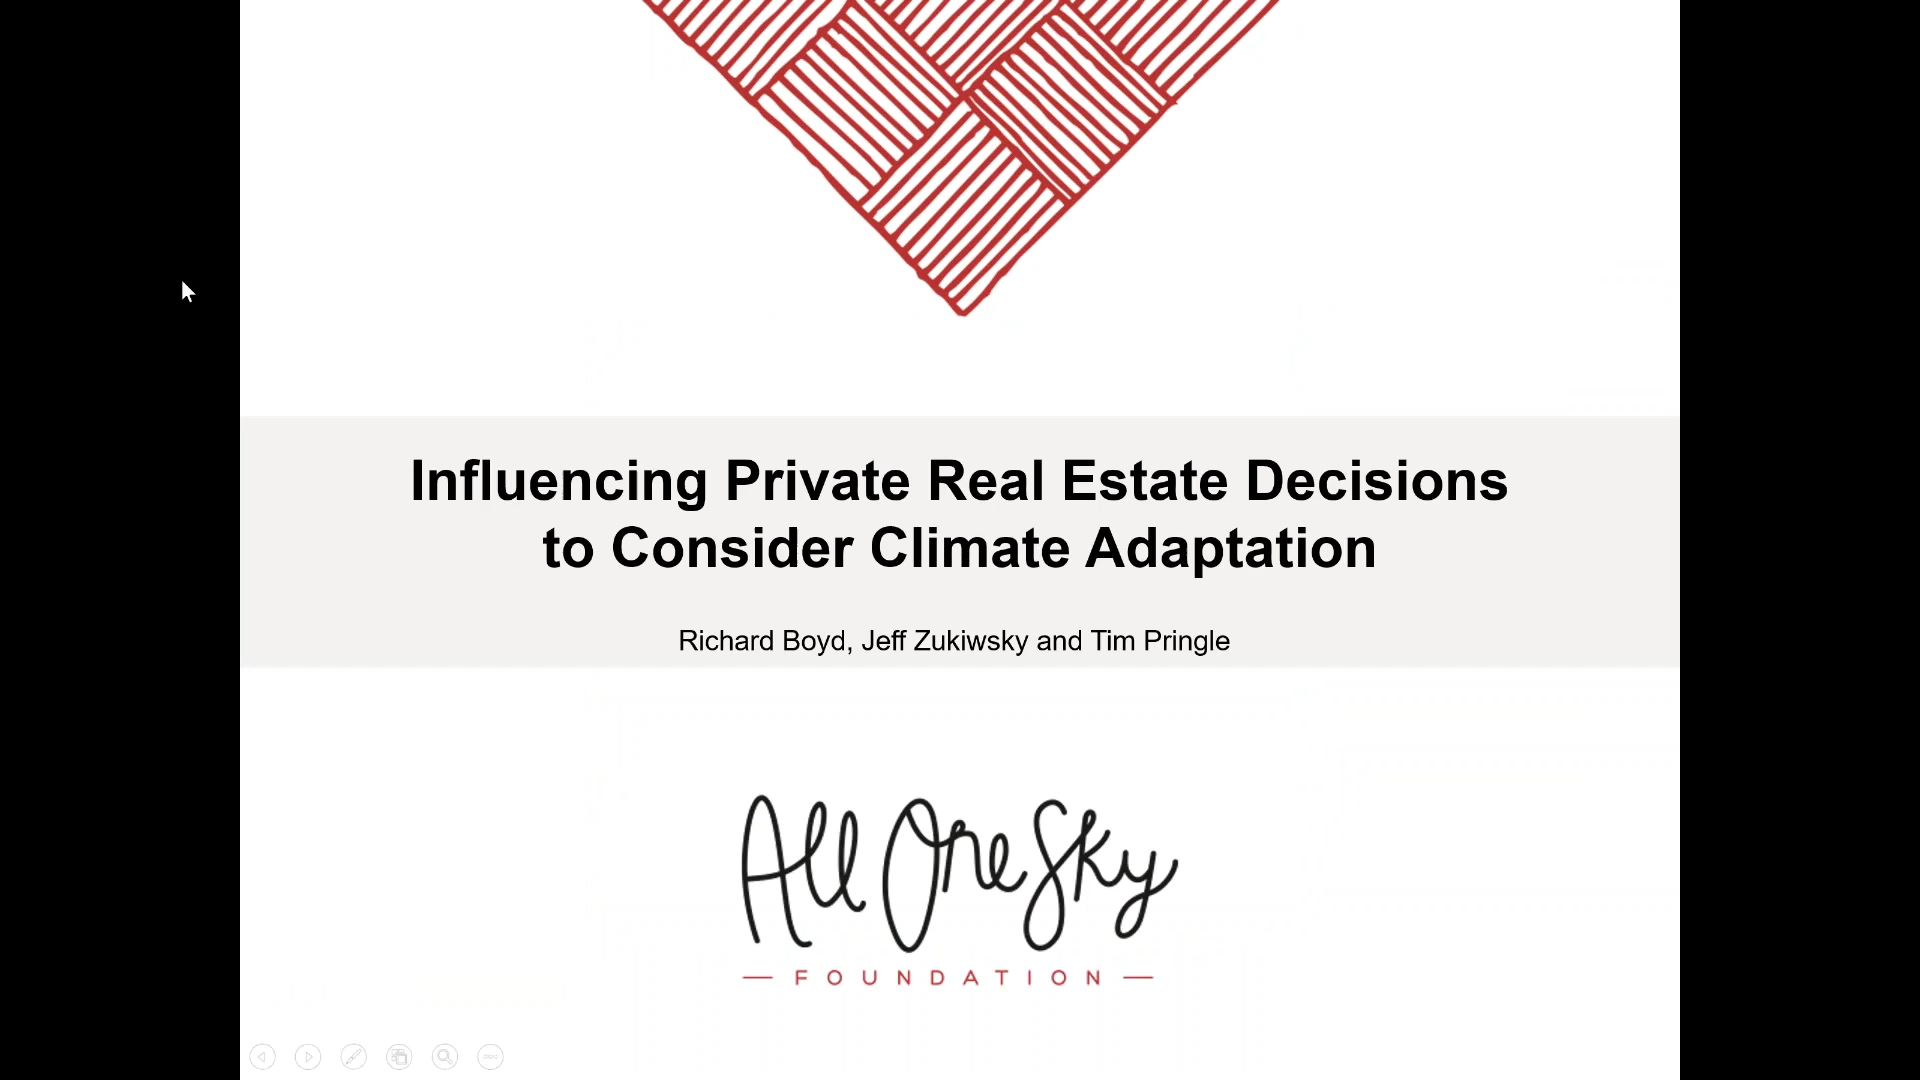 Influencing Private Real Estate Decisions
to Consider Climate Adaptation
Richard Boyd, Jeff Zukiwsky and Tim Pringle
All One Sky
FOUNDATION